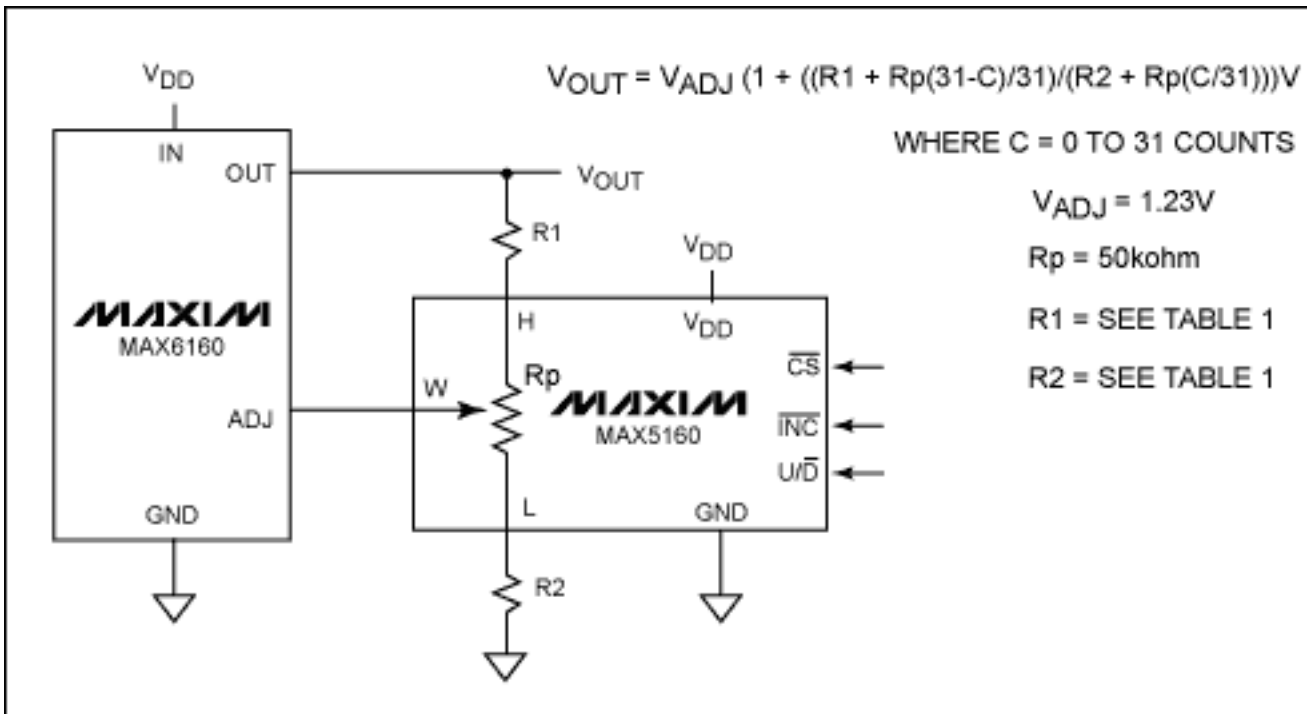 VDD
IN
OUT
ADJ
GND
MAXIM
MAX6160
VOUT
R1
R2
VOUT = VADJ (1 + ((R1 + Rp(31-C)/31)/(R2 + Rp(C/31)))V
WHERE C = 0 TO 31 COUNTS
VADJ = 1.23V
Rp = 50kohm
R1 = SEE TABLE 1
R2 = SEE TABLE 1
VDD
VDD
H
W
Rp
L
MAXIM
MAX5160
C̅S̅
I̅N̅C̅
U/D̅
GND